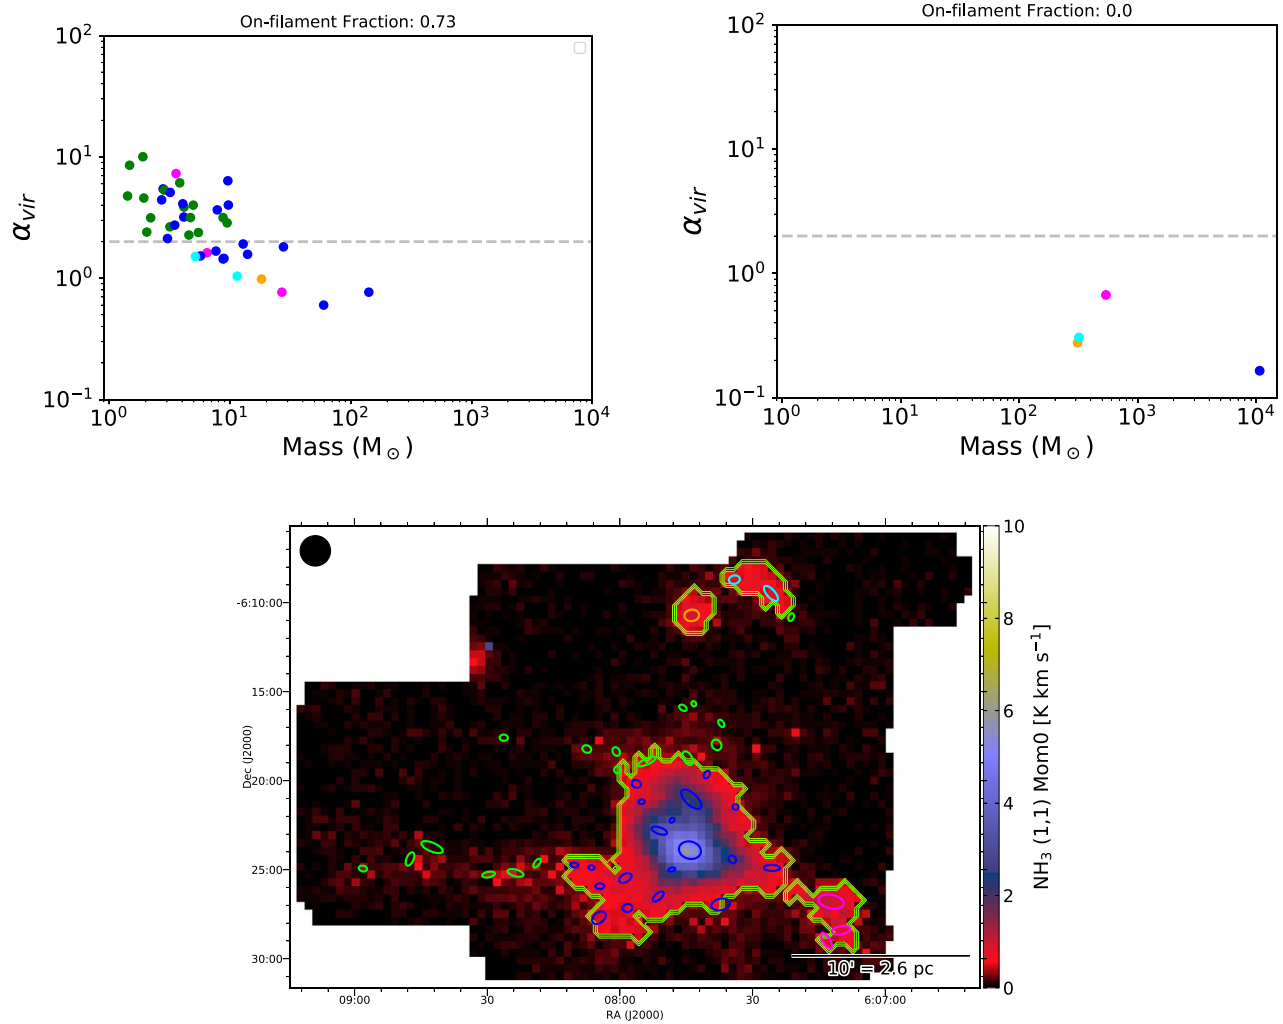 On-filament Fraction: 0.73
10²
10¹
10⁰
10⁻¹
α_vir
10⁰ 10¹ 10² 10³ 10⁴
Mass (M⊙)
On-filament Fraction: 0.0
10²
10¹
10⁰
10⁻¹
α_vir
10⁰ 10¹ 10² 10³ 10⁴
Mass (M⊙)
-6:10:00
15:00
20:00
25:00
30:00
Dec (J2000)
10' = 2.6 pc
09:00 30 08:00 30 6:07:00
RA (J2000)
10
8
6
4
2
0
NH₃ (1,1) Mom0 [K km s⁻¹]